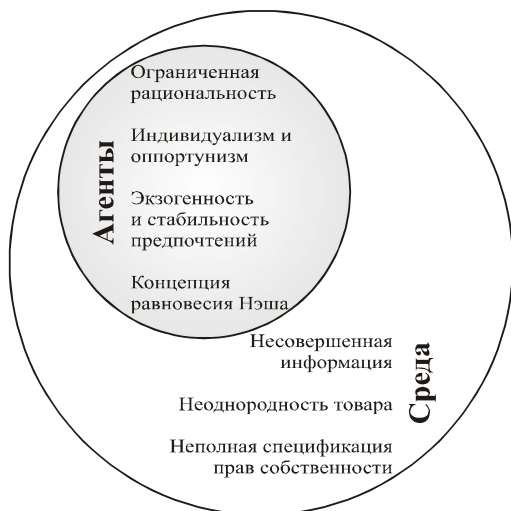 Ограниченная
рациональность
Индивидуализм и
оппортунизм
Экзогенность
и стабильность
предпочтений
Концепция
равновесия Нэша
Агенты
Несовершенная
информация
Неоднородность товара
Неполная спецификация
прав собственности
Среда